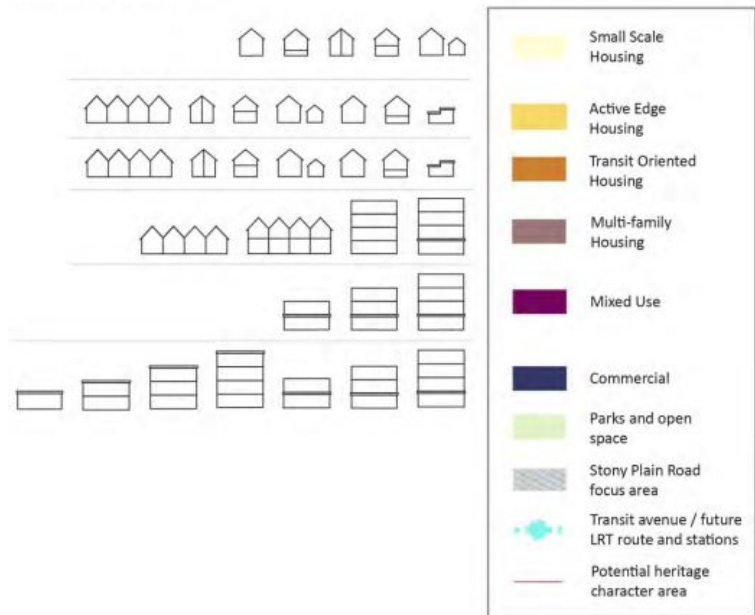 Small Scale
Housing
Active Edge
Housing
Transit Oriented
Housing
Multi-family
Housing
Mixed Use
Commercial
Parks and open
space
Stony Plain Road
focus area
Transit avenue / future
LRT route and stations
Potential heritage
character area